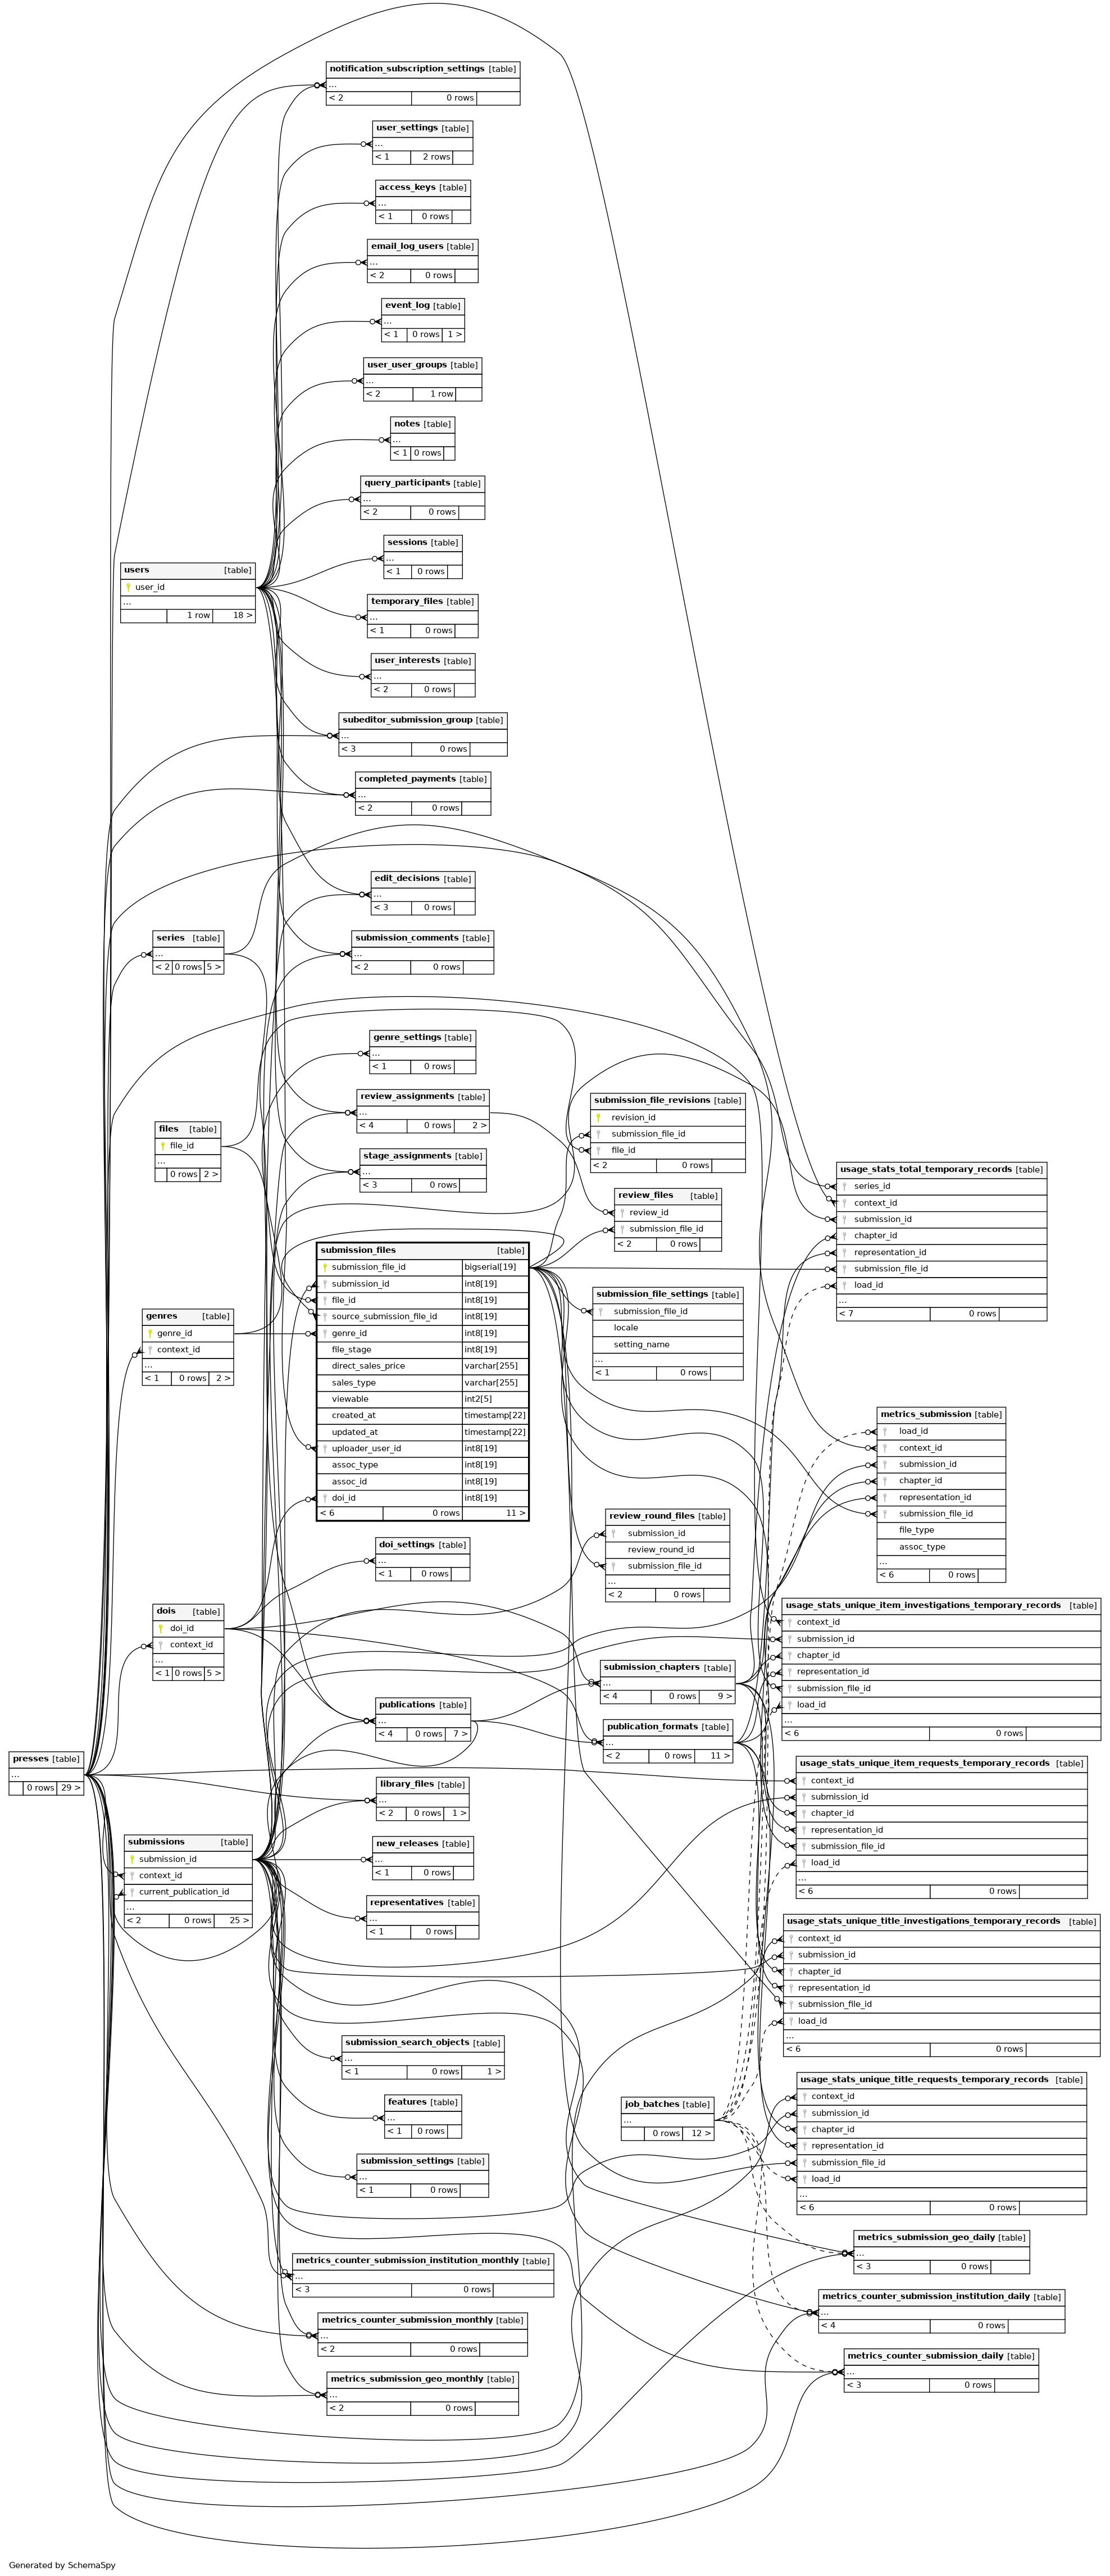 notification_subscription_settings [table]
...
< 2 0 rows
user_settings [table]
...
< 1 2 rows
access_keys [table]
...
< 1 0 rows
email_log_users [table]
...
< 2 0 rows
event_log [table]
...
< 1 0 rows 1 >
user_user_groups [table]
...
< 2 1 row
notes [table]
...
< 1 0 rows
query_participants [table]
...
< 2 0 rows
sessions [table]
...
< 1 0 rows
users [table]
user_id
...
1 row 18 >
temporary_files [table]
...
< 1 0 rows
user_interests [table]
...
< 2 0 rows
subeditor_submission_group [table]
...
< 3 0 rows
completed_payments [table]
...
< 2 0 rows
edit_decisions [table]
...
< 3 0 rows
series [table]
...
< 2 0 rows 5 >
submission_comments [table]
...
< 2 0 rows
genre_settings [table]
...
< 1 0 rows
review_assignments [table]
...
< 4 0 rows 2 >
submission_file_revisions [table]
revision_id
submission_file_id
file_id
< 2 0 rows
files [table]
file_id
...
0 rows 2 >
stage_assignments [table]
...
< 3 0 rows
usage_stats_total_temporary_records [table]
series_id
context_id
submission_id
chapter_id
representation_id
submission_file_id
load_id
...
< 7 0 rows
review_files [table]
review_id
submission_file_id
< 2 0 rows
submission_files [table]
submission_file_id bigserial[19]
submission_id int8[19]
file_id int8[19]
source_submission_file_id int8[19]
genre_id int8[19]
file_stage int8[19]
direct_sales_price varchar[255]
sales_type varchar[255]
viewable int2[5]
created_at timestamp[22]
updated_at timestamp[22]
uploader_user_id int8[19]
assoc_type int8[19]
assoc_id int8[19]
doi_id int8[19]
< 6 0 rows 11 >
submission_file_settings [table]
submission_file_id
locale
setting_name
...
< 1 0 rows
genres [table]
genre_id
context_id
...
< 1 0 rows 2 >
metrics_submission [table]
load_id
context_id
submission_id
chapter_id
representation_id
submission_file_id
file_type
assoc_type
...
< 6 0 rows
review_round_files [table]
submission_id
review_round_id
submission_file_id
...
< 2 0 rows
doi_settings [table]
...
< 1 0 rows
dois [table]
doi_id
context_id
...
< 1 0 rows 5 >
usage_stats_unique_item_investigations_temporary_records [table]
context_id
submission_id
chapter_id
representation_id
submission_file_id
load_id
...
< 6 0 rows
submission_chapters [table]
...
< 4 0 rows 9 >
publications [table]
...
< 4 0 rows 7 >
publication_formats [table]
...
< 2 0 rows 11 >
presses [table]
...
0 rows 29 >
usage_stats_unique_item_requests_temporary_records [table]
context_id
submission_id
chapter_id
representation_id
submission_file_id
load_id
...
< 6 0 rows
library_files [table]
...
< 2 0 rows 1 >
submissions [table]
submission_id
context_id
current_publication_id
...
< 2 0 rows 25 >
new_releases [table]
...
< 1 0 rows
representatives [table]
...
< 1 0 rows
usage_stats_unique_title_investigations_temporary_records [table]
context_id
submission_id
chapter_id
representation_id
submission_file_id
load_id
...
< 6 0 rows
submission_search_objects [table]
...
< 1 0 rows 1 >
usage_stats_unique_title_requests_temporary_records [table]
context_id
submission_id
chapter_id
representation_id
submission_file_id
load_id
...
< 6 0 rows
features [table]
...
< 1 0 rows
job_batches [table]
...
0 rows 12 >
submission_settings [table]
...
< 1 0 rows
metrics_submission_geo_daily [table]
...
< 3 0 rows
metrics_counter_submission_institution_monthly [table]
...
< 3 0 rows
metrics_counter_submission_institution_daily [table]
...
< 4 0 rows
metrics_counter_submission_monthly [table]
...
< 2 0 rows
metrics_counter_submission_daily [table]
...
< 3 0 rows
metrics_submission_geo_monthly [table]
...
< 2 0 rows
Generated by SchemaSpy